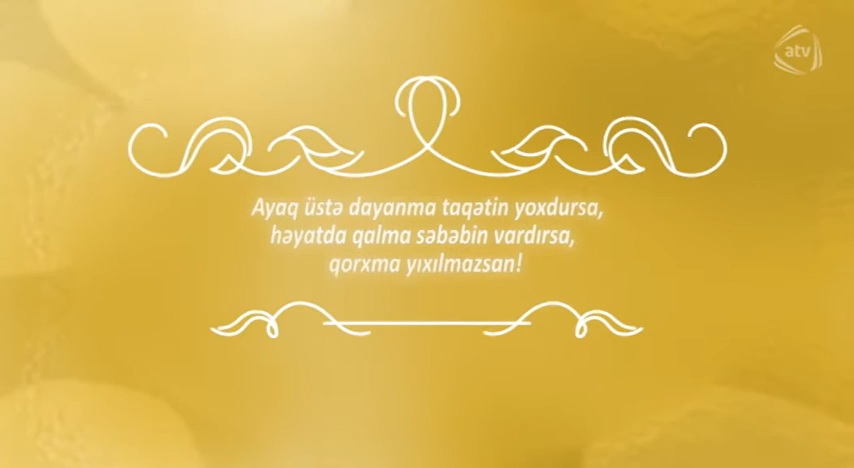 atv
Ayaq üstə dayanma taqətin yoxdursa,
həyatda qalma səbəbin vardırsa,
qorxma yıxılmazsan!